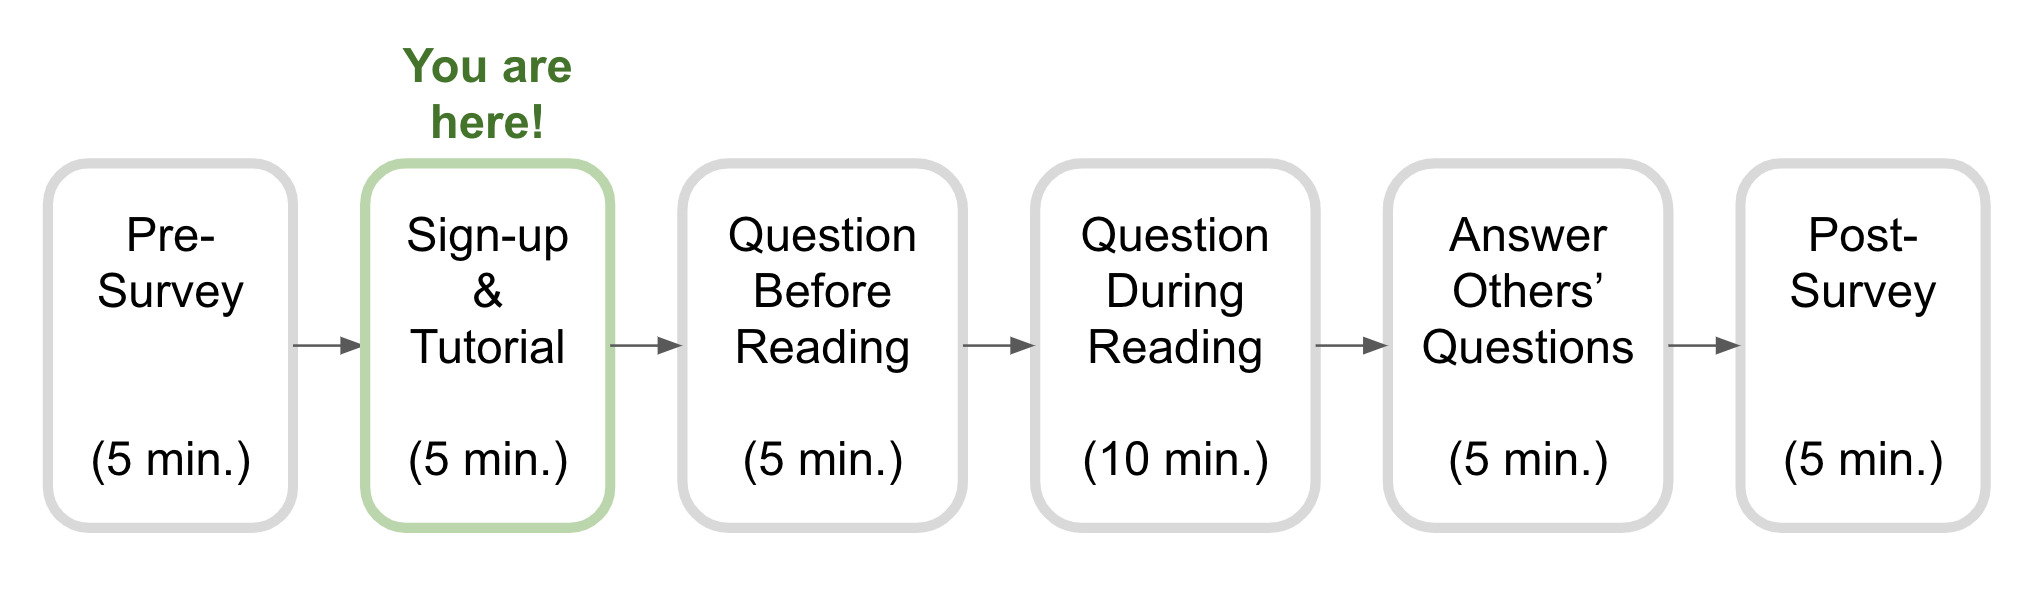 You are
here!
Pre-
Survey
(5 min.)
Sign-up
&
Tutorial
(5 min.)
Question
Before
Reading
(5 min.)
Question
During
Reading
(10 min.)
Answer
Others’
Questions
(5 min.)
Post-
Survey
(5 min.)